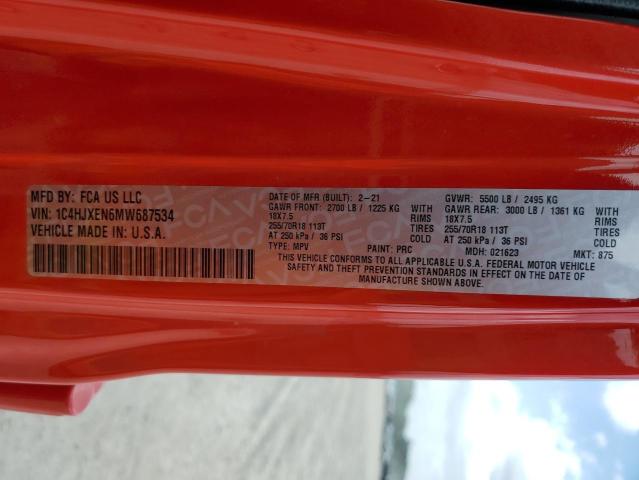 MFD BY: FCA US LLC
VIN: 1C4HJXEN6MW687534
VEHICLE MADE IN: U.S.A.
DATE OF MFR (BUILT): 2-21 GVWR: 5500 LB / 2495 KG
GAWR FRONT: 2700 LB / 1225 KG WITH GAWR REAR: 3000 LB / 1361 KG WITH
18X7.5 RIMS 18X7.5 RIMS
255/70R18 113T TIRES 255/70R18 113T TIRES
AT 250 kPa / 36 PSI COLD AT 250 kPa / 36 PSI COLD
TYPE: MPV PAINT: PRC MDH: 021623 MKT: 875
THIS VEHICLE CONFORMS TO ALL APPLICABLE U.S.A. FEDERAL MOTOR VEHICLE
SAFETY AND THEFT PREVENTION STANDARDS IN EFFECT ON THE DATE OF
MANUFACTURE SHOWN ABOVE.